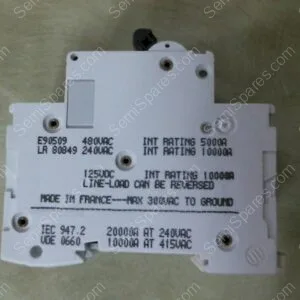 SemiSpares.com
E90509 480VAC INT RATING 5000A
LR 80849 240VAC INT RATING 10000A
125VDC INT RATING 10000A
LINE-LOAD CAN BE REVERSED
MADE IN FRANCE---MAX 300VAC TO GROUND
IEC 947.2 20000A AT 240VAC
VDE 0660 10000A AT 415VAC